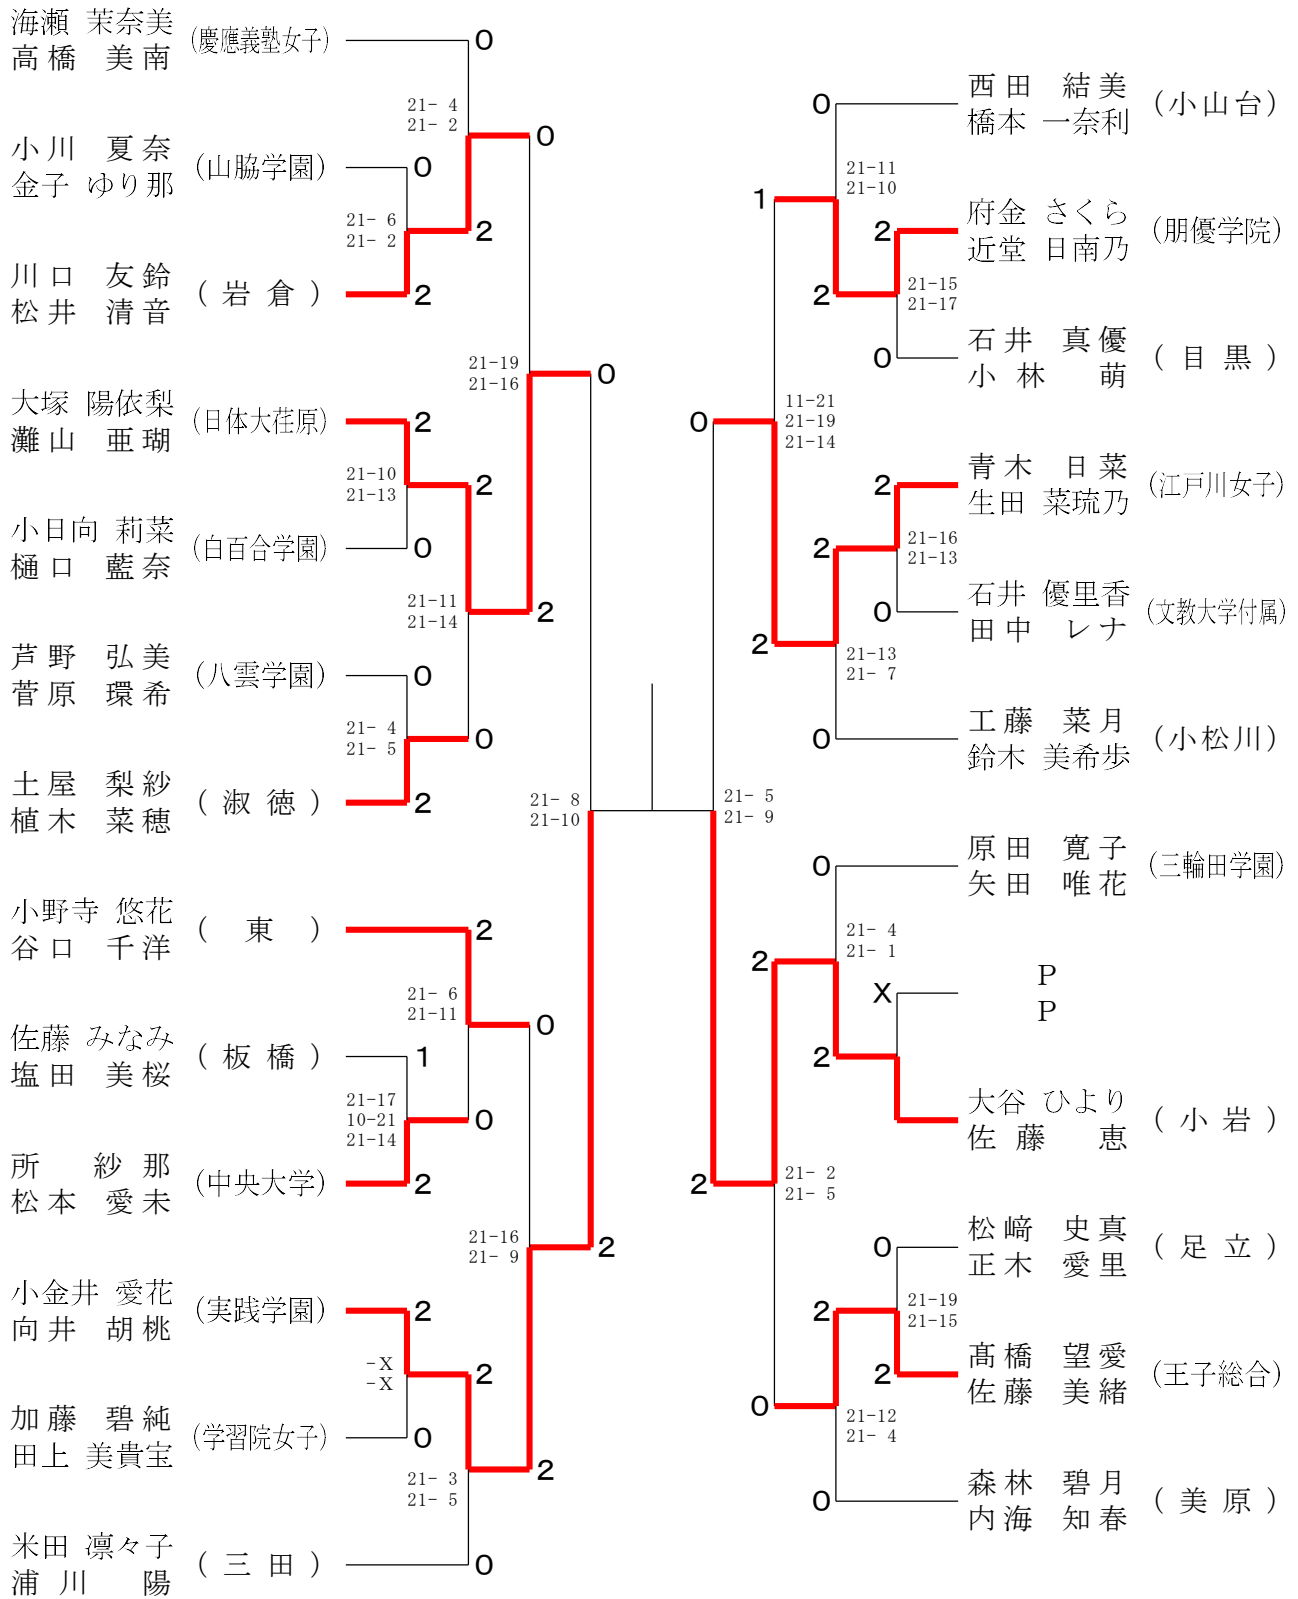 海瀬 茉奈美
高橋 美南
(慶應義塾女子)
0
21- 4
21- 2
0
小川 夏奈
金子 ゆり那
(山脇学園)
0
21- 6
21- 2
2
川口 友鈴
松井 清音
(岩倉)
2
21-19
21-16
0
大塚 陽依梨
灘山 亜瑚
(日体大荏原)
2
21-10
21-13
2
小日向 莉菜
樋口 藍奈
(白百合学園)
0
21-11
21-14
2
芦野 弘美
菅原 環希
(八雲学園)
0
21- 4
21- 5
0
土屋 梨紗
植木 菜穂
(淑徳)
2
21- 8
21-10
小野寺 悠花
谷口 千洋
(東)
2
21- 6
21-11
0
佐藤 みなみ
塩田 美桜
(板橋)
1
21-17
10-21
21-14
0
所 紗那
松本 愛未
(中央大学)
2
21-16
21- 9
2
小金井 愛花
向井 胡桃
(実践学園)
2
-X
-X
2
加藤 碧純
田上 美貴宝
(学習院女子)
0
21- 3
21- 5
2
米田 凛々子
浦川 陽
(三田)
0
0
西田 結美
橋本 一奈利
(小山台)
21-11
21-10
1
2
府金 さくら
近堂 日南乃
(朋優学院)
2
21-15
21-17
0
石井 真優
小林 萌
(目黒)
11-21
21-19
21-14
0
2
青木 日菜
生田 菜琉乃
(江戸川女子)
2
21-16
21-13
0
石井 優里香
田中 レナ
(文教大学付属)
2
21-13
21- 7
0
工藤 菜月
鈴木 美希歩
(小松川)
21- 5
21- 9
0
原田 寛子
矢田 唯花
(三輪田学園)
21- 4
21- 1
2
X
P
P
2
大谷 ひより
佐藤 恵
(小岩)
21- 2
21- 5
2
0
松﨑 史真
正木 愛里
(足立)
2
21-19
21-15
2
髙橋 望愛
佐藤 美緒
(王子総合)
0
21-12
21- 4
0
森林 碧月
内海 知春
(美原)